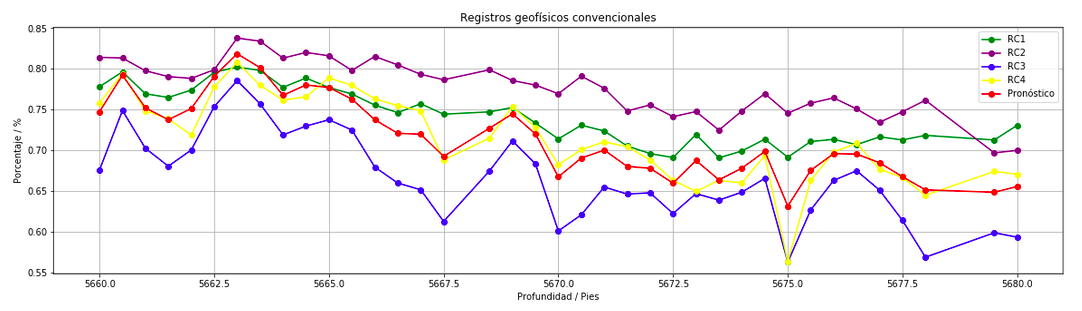 Registros geofísicos convencionales
Porcentaje / %
0.85
0.80
0.75
0.70
0.65
0.60
0.55
RC1
RC2
RC3
RC4
Pronóstico
5660.0 5662.5 5665.0 5667.5 5670.0 5672.5 5675.0 5677.5 5680.0
Profundidad / Pies